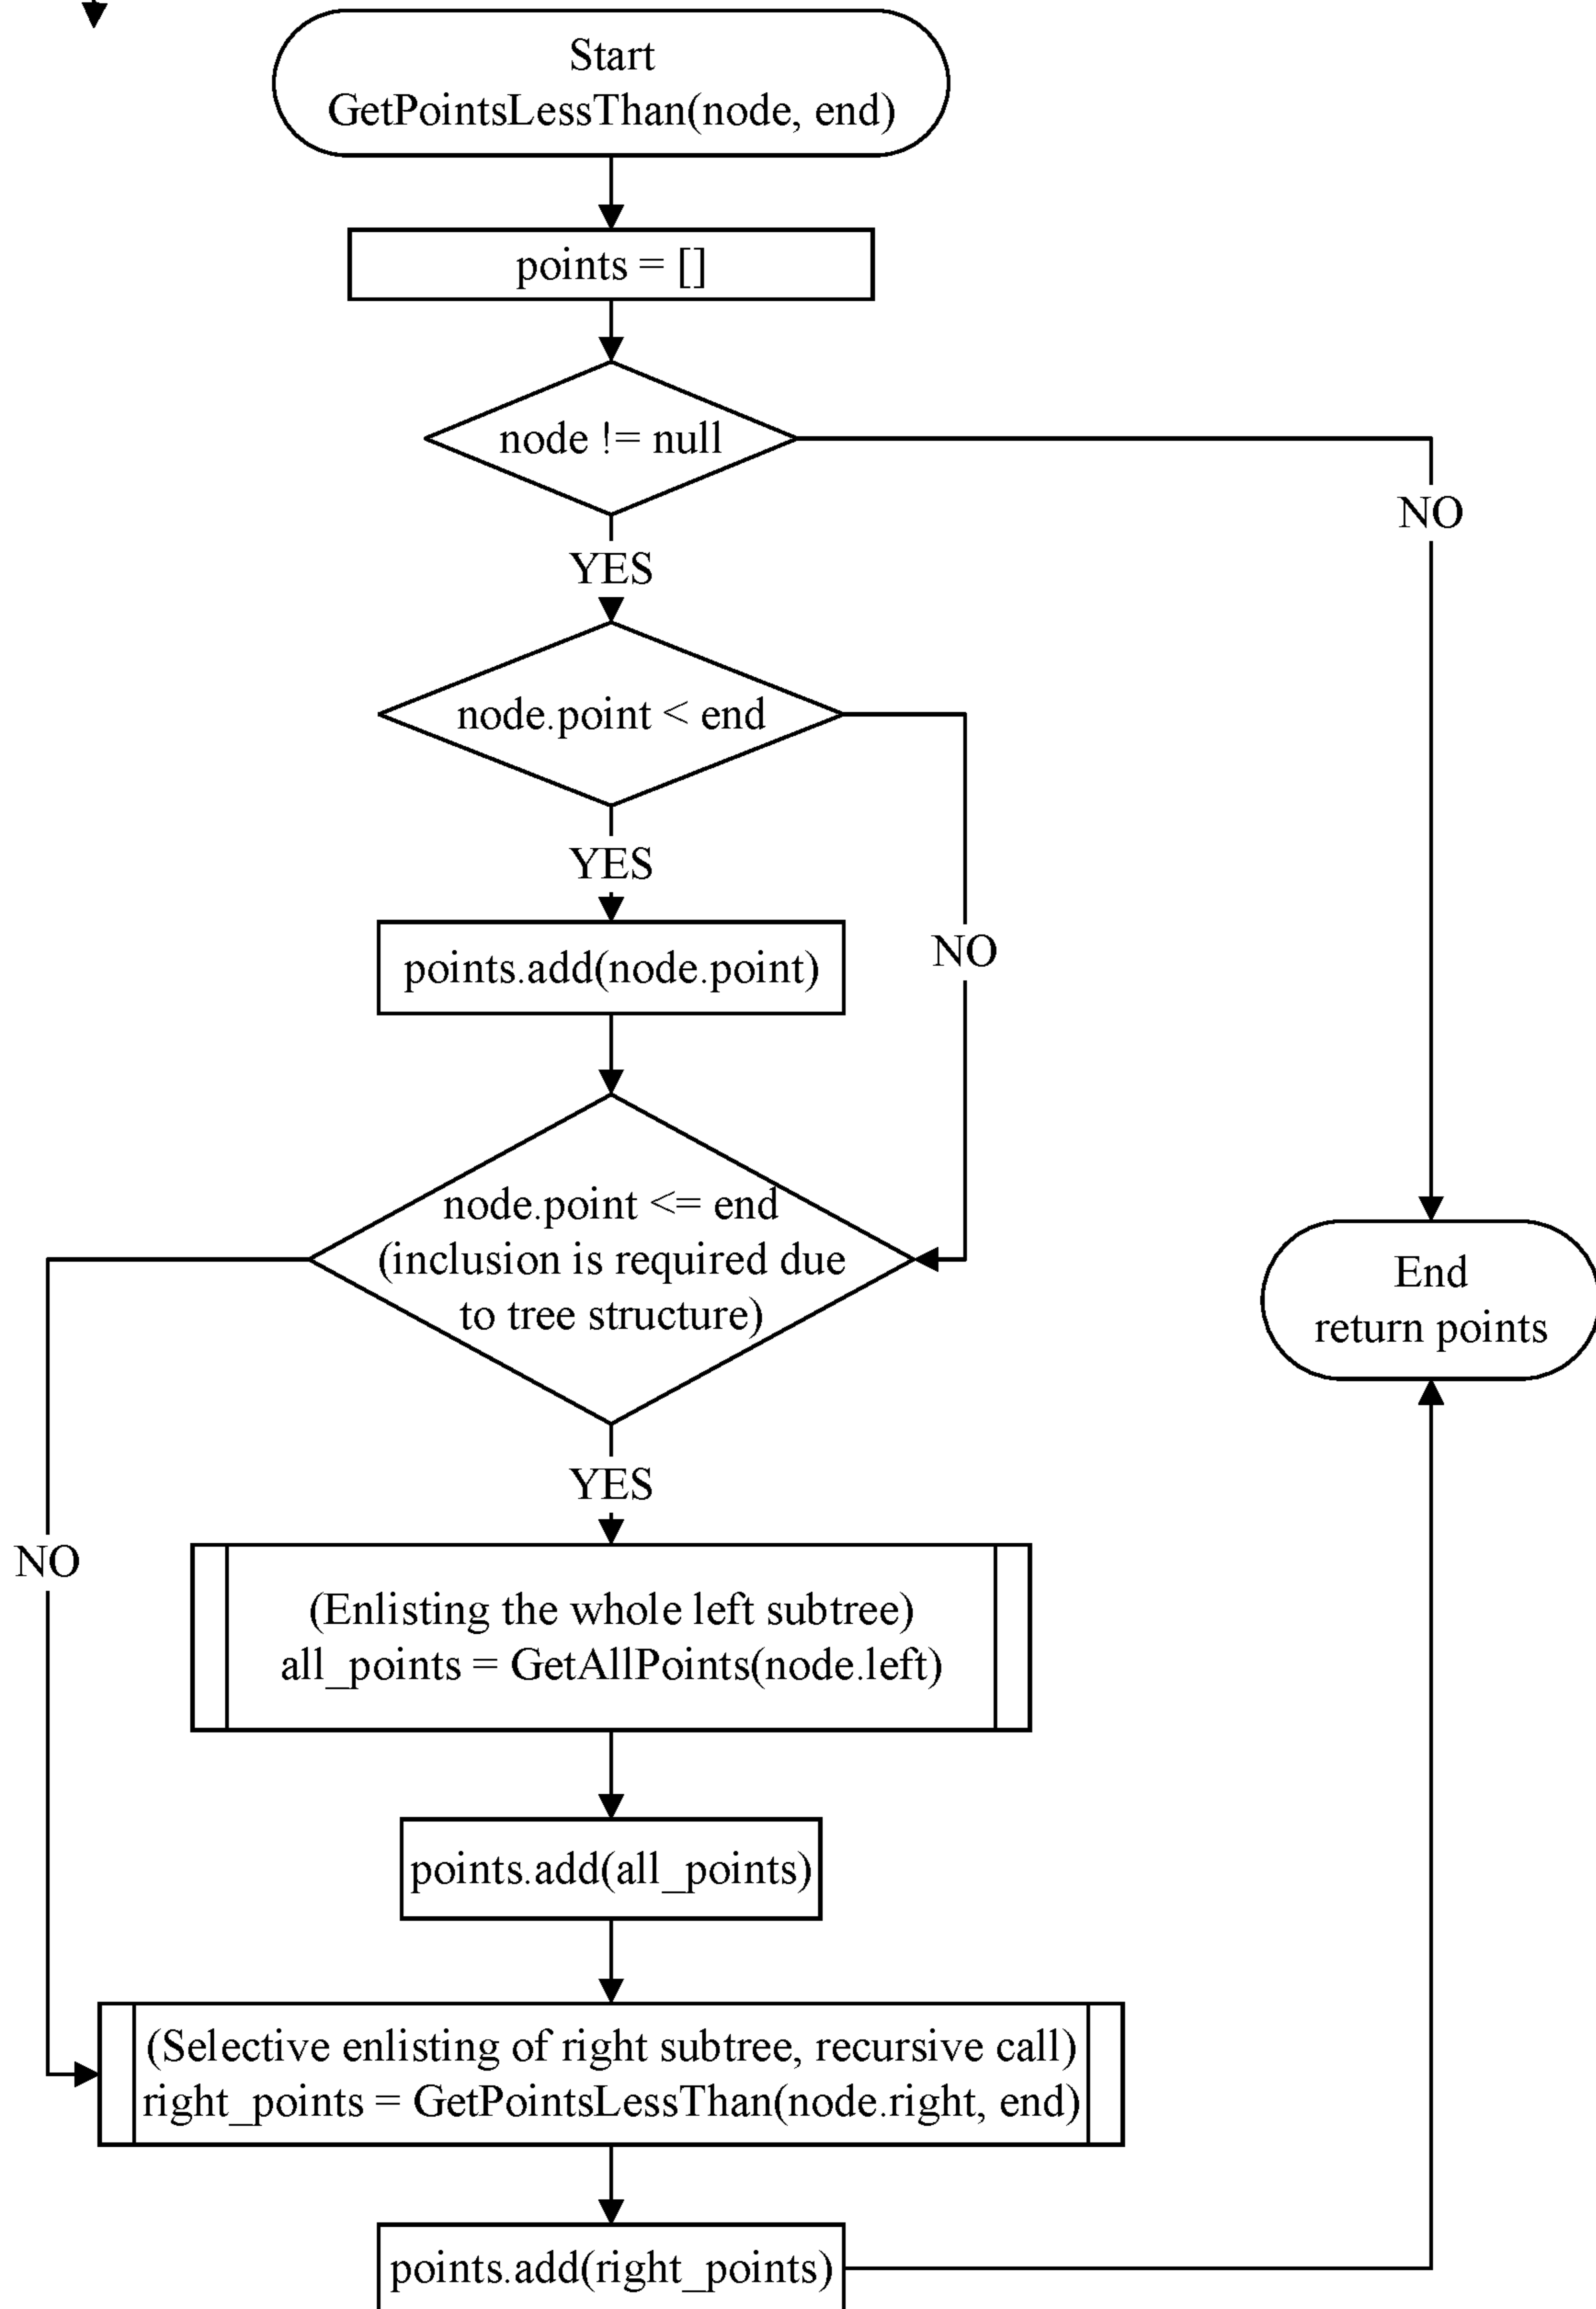 Start
GetPointsLessThan(node, end)
points = []
node != null
NO
YES
node.point < end
YES
NO
points.add(node.point)
node.point <= end
(inclusion is required due
to tree structure)
End
return points
YES
NO
(Enlisting the whole left subtree)
all_points = GetAllPoints(node.left)
points.add(all_points)
(Selective enlisting of right subtree, recursive call)
right_points = GetPointsLessThan(node.right, end)
points.add(right_points)